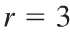 r = 3